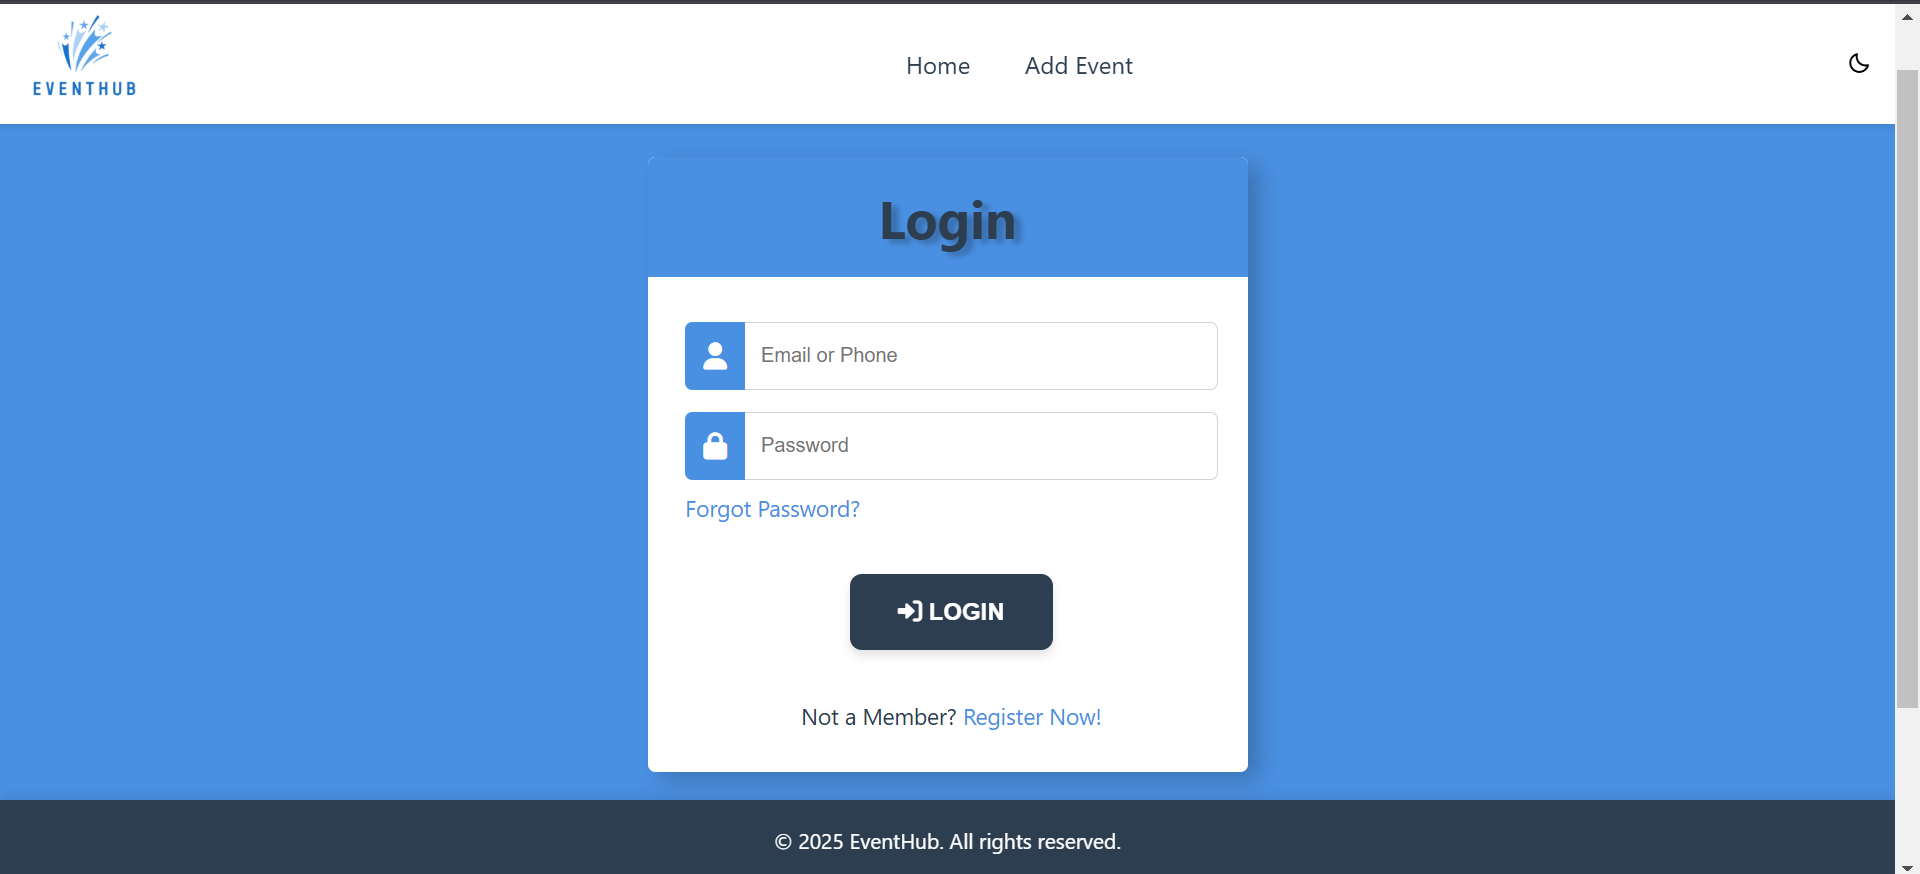 EVENTHUB
Home
Add Event
Login
Email or Phone
Password
Forgot Password?
LOGIN
Not a Member? Register Now!
© 2025 EventHub. All rights reserved.